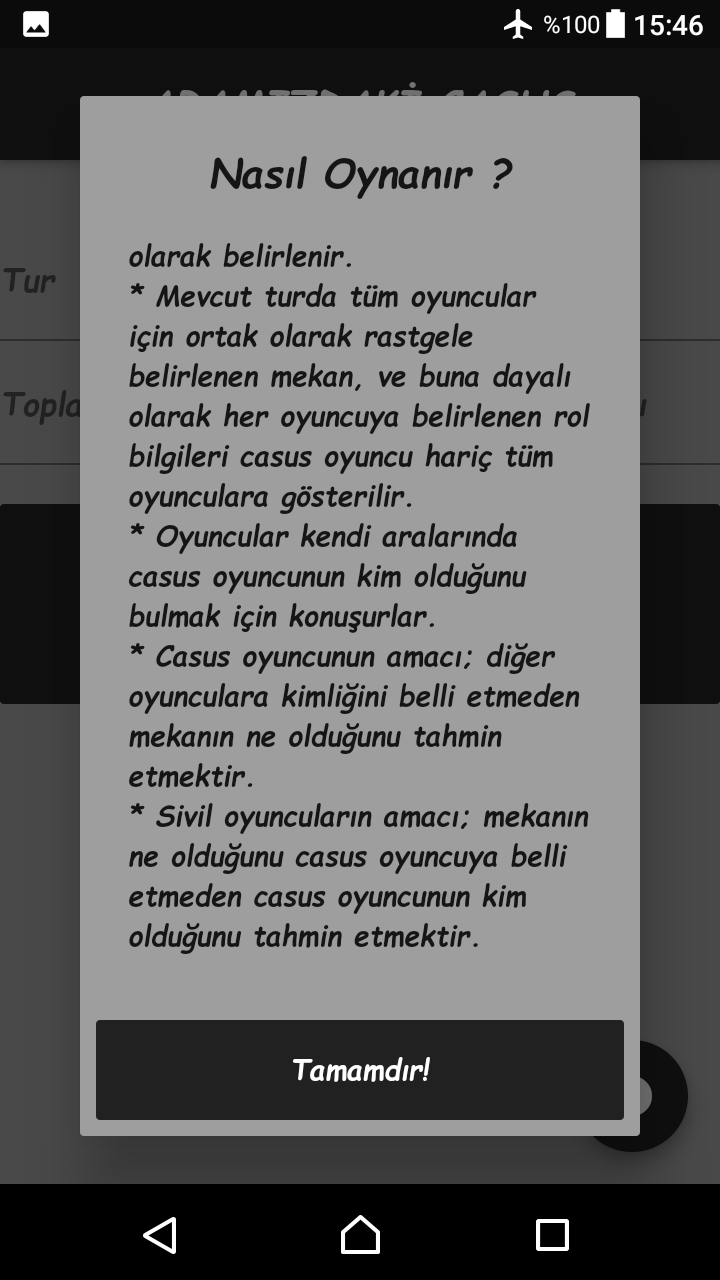 %100 15:46
Nasıl Oynanır ?
olarak belirlenir.
* Mevcut turda tüm oyuncular
için ortak olarak rastgele
belirlenen mekan, ve buna dayalı
olarak her oyuncuya belirlenen rol
bilgileri casus oyuncu hariç tüm
oyunculara gösterilir.
* Oyuncular kendi aralarında
casus oyuncunun kim olduğunu
bulmak için konuşurlar.
* Casus oyuncunun amacı; diğer
oyunculara kimliğini belli etmeden
mekanın ne olduğunu tahmin
etmektir.
* Sivil oyuncuların amacı; mekanın
ne olduğunu casus oyuncuya belli
etmeden casus oyuncunun kim
olduğunu tahmin etmektir.
Tamamdır!
Tur